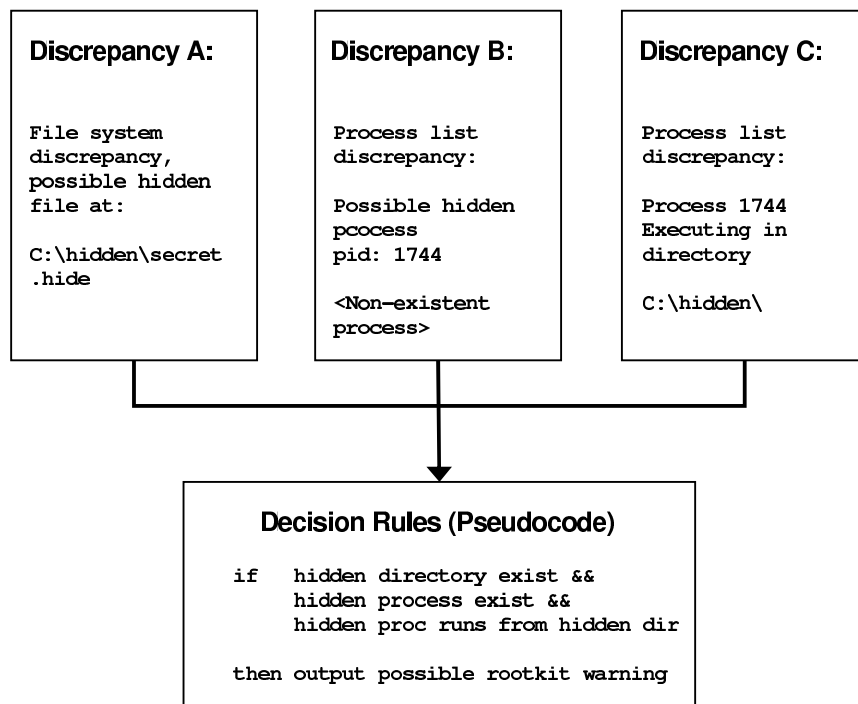 Discrepancy A:
File system
discrepancy,
possible hidden
file at:
C:\hidden\secret
.hide
Discrepancy B:
Process list
discrepancy:
Possible hidden
pcocess
pid: 1744
<Non-existent
process>
Discrepancy C:
Process list
discrepancy:
Process 1744
Executing in
directory
C:\hidden\
Decision Rules (Pseudocode)
if hidden directory exist &&
hidden process exist &&
hidden proc runs from hidden dir
then output possible rootkit warning